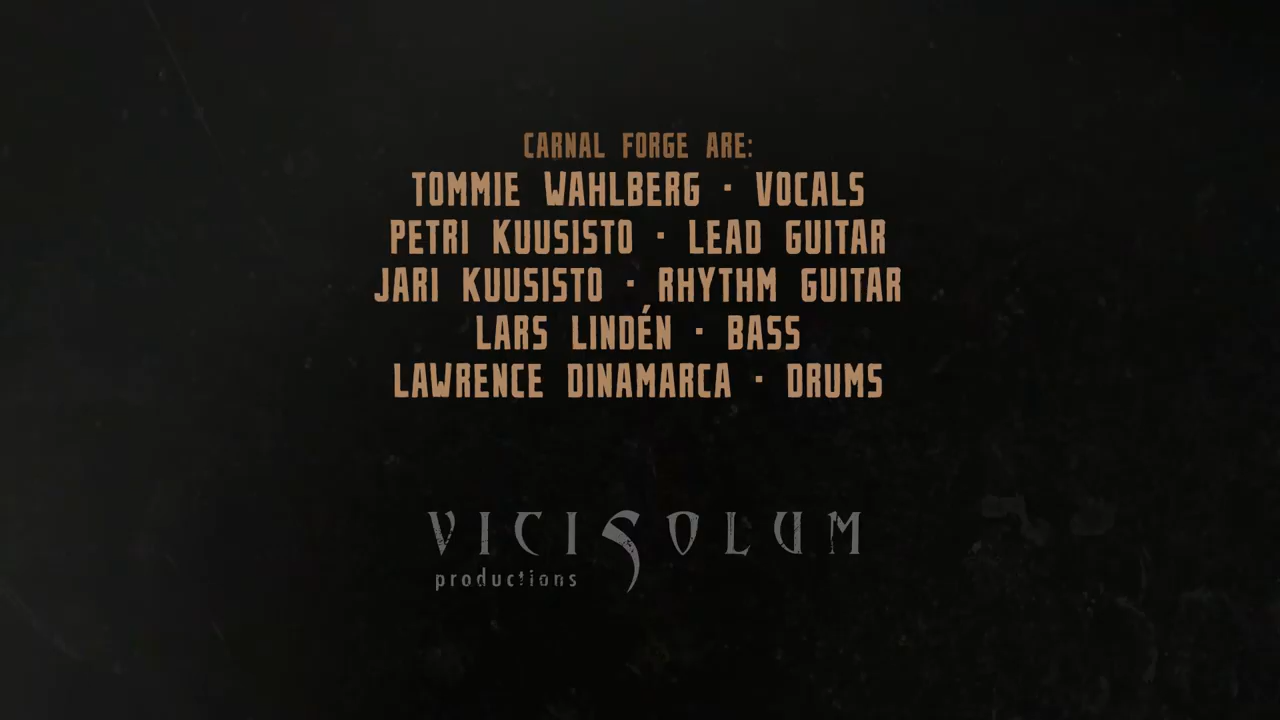 CARNAL FORGE ARE:
TOMMIE WAHLBERG · VOCALS
PETRI KUUSISTO · LEAD GUITAR
JARI KUUSISTO · RHYTHM GUITAR
LARS LINDÉN · BASS
LAWRENCE DINAMARCA · DRUMS
VICISOLUM
productions